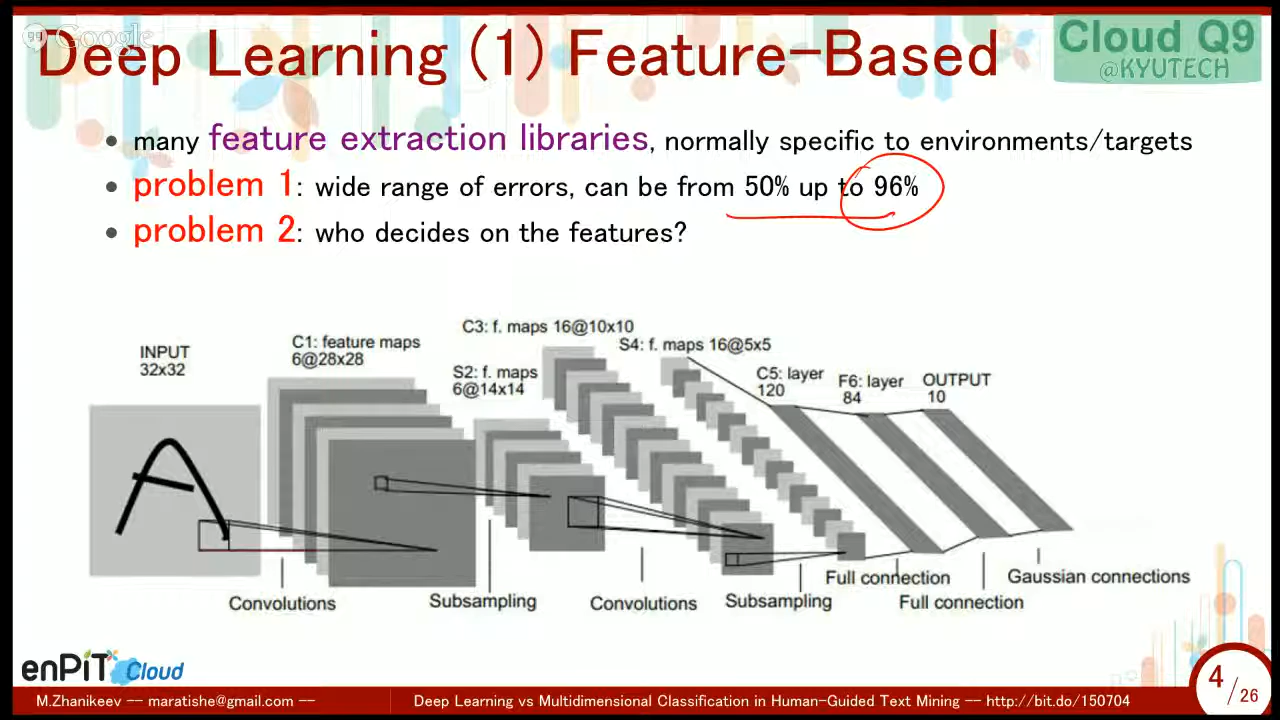 Google
Deep Learning (1) Feature-Based
Cloud Q9
@KYUTECH
• many feature extraction libraries, normally specific to environments/targets
• problem 1: wide range of errors, can be from 50% up to 96%
• problem 2: who decides on the features?
INPUT
32x32
C1: feature maps
6@28x28
S2: f. maps
6@14x14
C3: f. maps 16@10x10
S4: f. maps 16@5x5
C5: layer
120
F6: layer
84
OUTPUT
10
A
Convolutions
Subsampling
Convolutions
Subsampling
Full connection
Full connection
Gaussian connections
enPiT Cloud
M.Zhanikeev -- maratishe@gmail.com --
Deep Learning vs Multidimensional Classification in Human-Guided Text Mining -- http://bit.do/150704
4/26